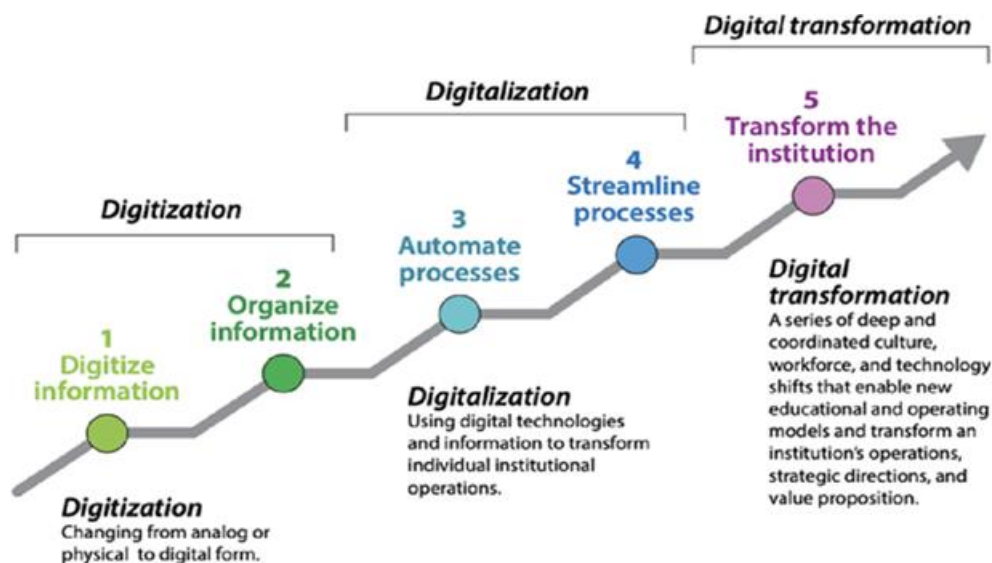 Digital transformation
Digitalization
5
Transform the
institution
4
Streamline
processes
Digitization
3
Automate
processes
2
Organize
information
1
Digitize
information
Digital
transformation
A series of deep and
coordinated culture,
workforce, and technology
shifts that enable new
educational and operating
models and transform an
institution's operations,
strategic directions, and
value proposition.
Digitalization
Using digital technologies
and information to transform
individual institutional
operations.
Digitization
Changing from analog or
physical to digital form.